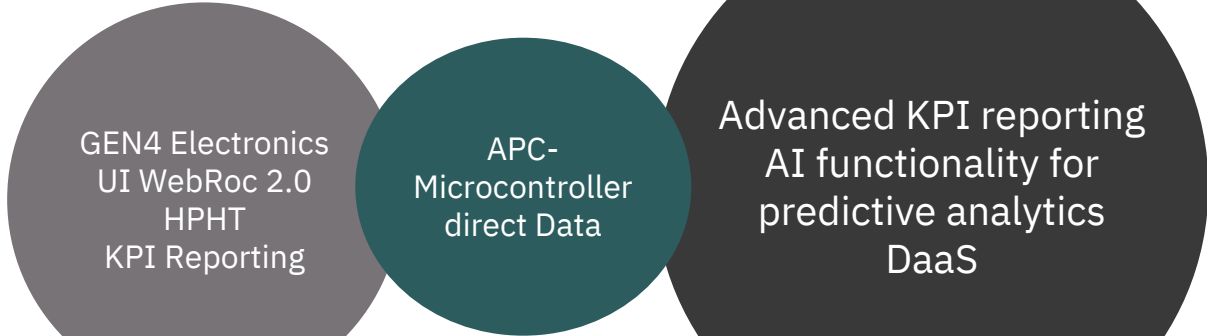 GEN4 Electronics
UI WebRoc 2.0
HPHT
KPI Reporting
APC-
Microcontroller
direct Data
Advanced KPI reporting
AI functionality for
predictive analytics
DaaS